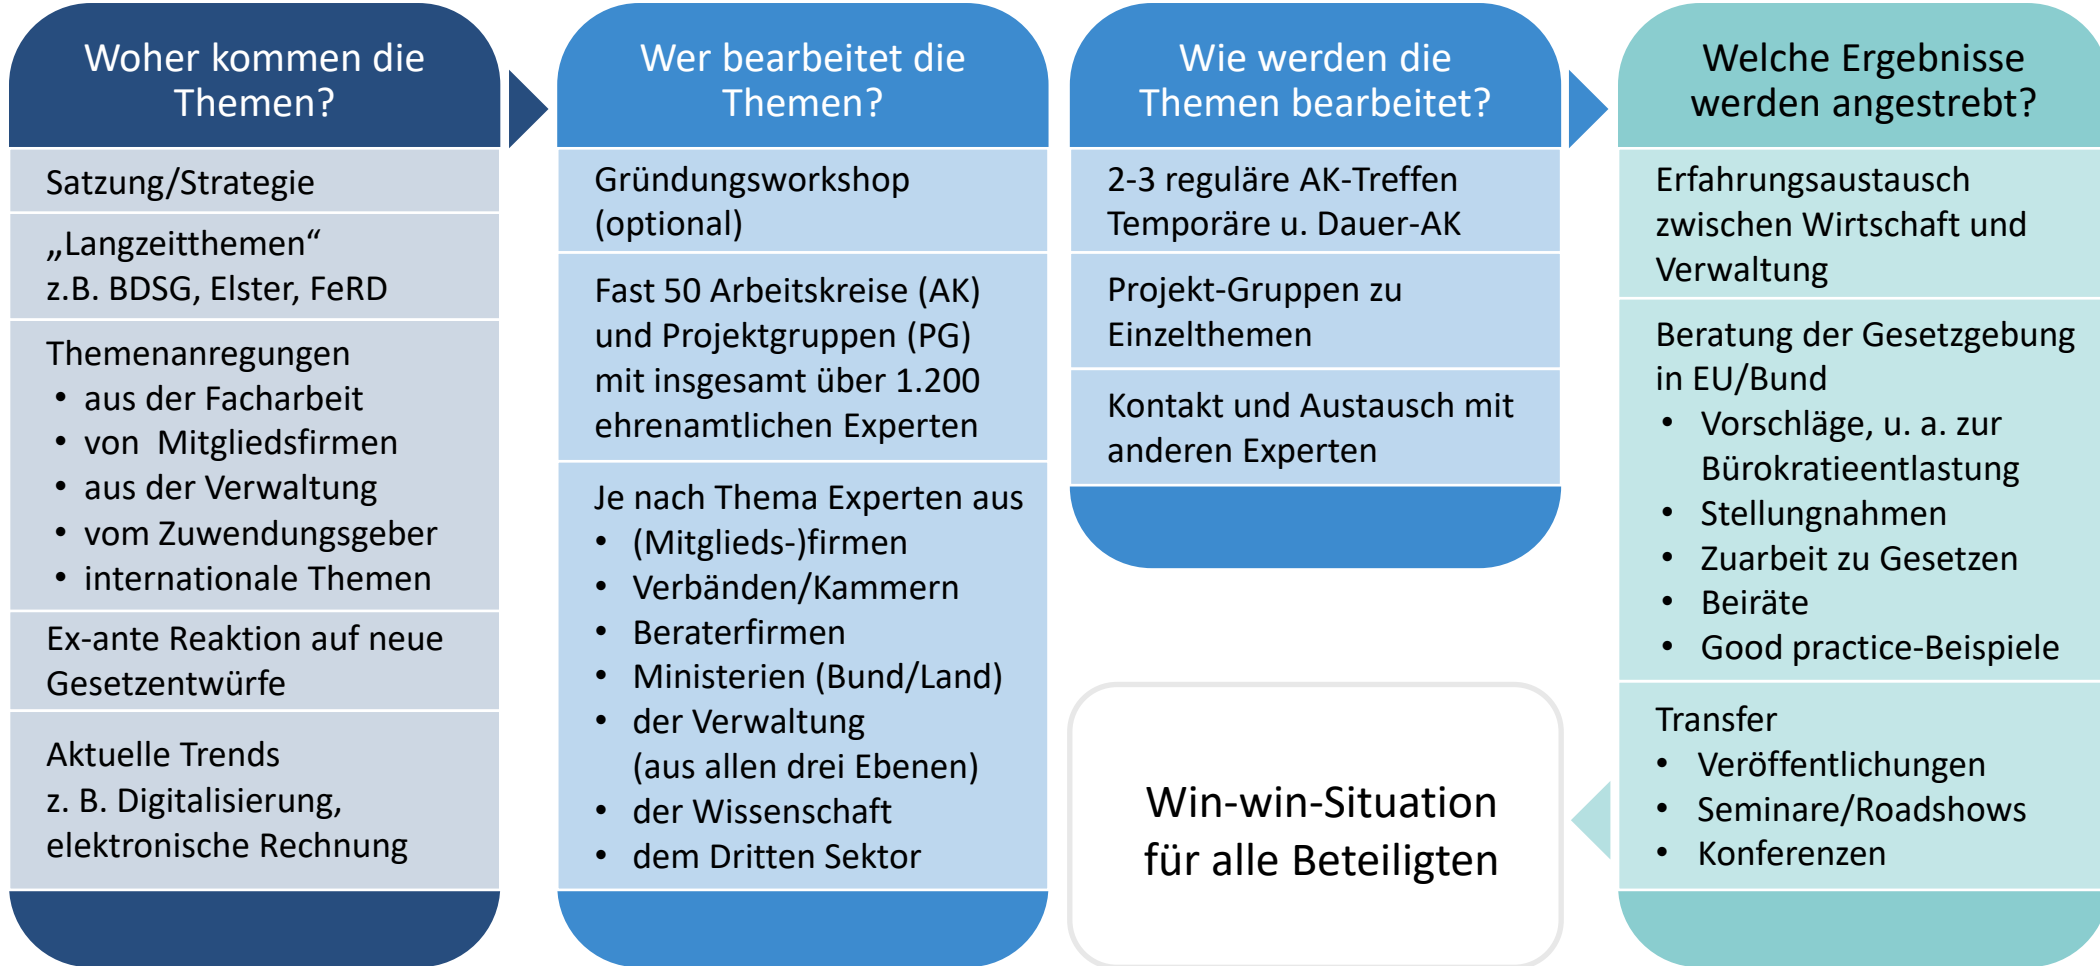 Woher kommen die
Themen?
Satzung/Strategie
„Langzeitthemen“
z.B. BDSG, Elster, FeRD
Themenanregungen
• aus der Facharbeit
• von  Mitgliedsfirmen
• aus der Verwaltung
• vom Zuwendungsgeber
• internationale Themen
Ex-ante Reaktion auf neue
Gesetzentwürfe
Aktuelle Trends
z. B. Digitalisierung,
elektronische Rechnung
Wer bearbeitet die
Themen?
Gründungsworkshop
(optional)
Fast 50 Arbeitskreise (AK)
und Projektgruppen (PG)
mit insgesamt über 1.200
ehrenamtlichen Experten
Je nach Thema Experten aus
• (Mitglieds-)firmen
• Verbänden/Kammern
• Beraterfirmen
• Ministerien (Bund/Land)
• der Verwaltung
(aus allen drei Ebenen)
• der Wissenschaft
• dem Dritten Sektor
Wie werden die
Themen bearbeitet?
2-3 reguläre AK-Treffen
Temporäre u. Dauer-AK
Projekt-Gruppen zu
Einzelthemen
Kontakt und Austausch mit
anderen Experten
Welche Ergebnisse
werden angestrebt?
Erfahrungsaustausch
zwischen Wirtschaft und
Verwaltung
Beratung der Gesetzgebung
in EU/Bund
• Vorschläge, u. a. zur
Bürokratieentlastung
• Stellungnahmen
• Zuarbeit zu Gesetzen
• Beiräte
• Good practice-Beispiele
Transfer
• Veröffentlichungen
• Seminare/Roadshows
• Konferenzen
Win-win-Situation
für alle Beteiligten